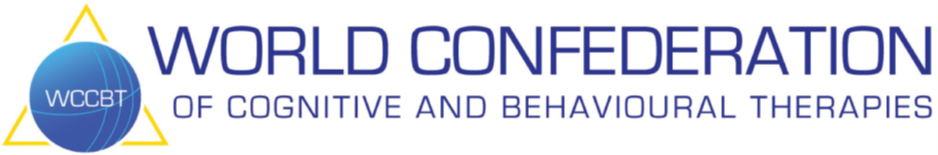 WCCBT
WORLD CONFEDERATION
OF COGNITIVE AND BEHAVIOURAL THERAPIES